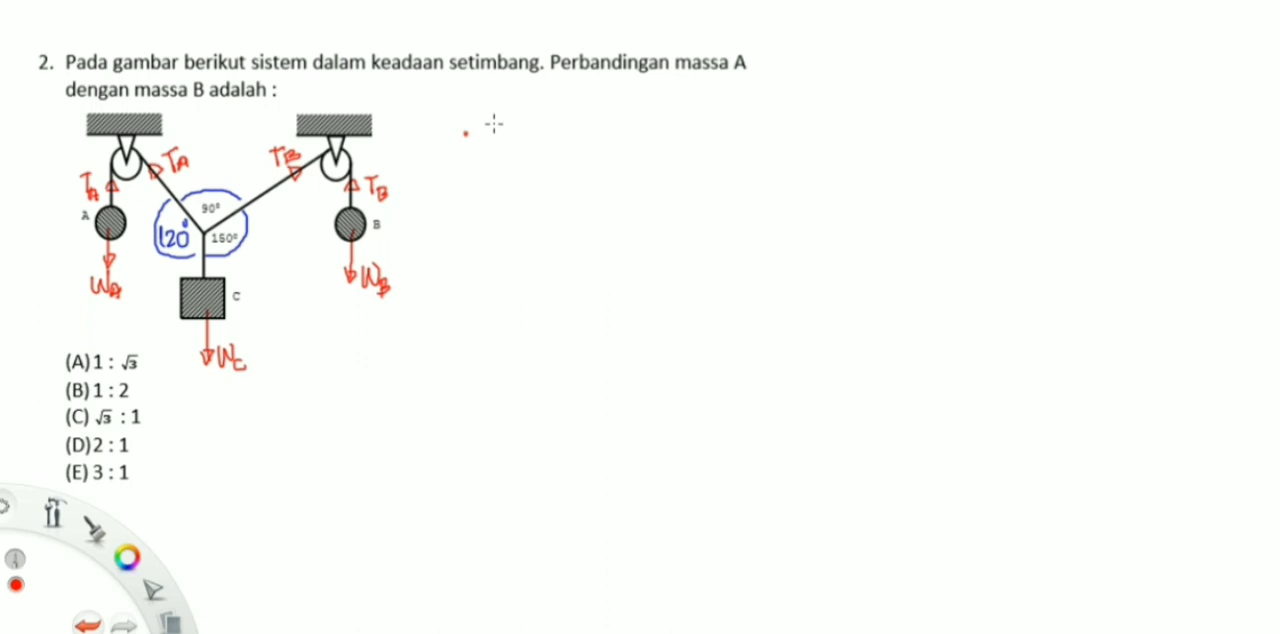 2. Pada gambar berikut sistem dalam keadaan setimbang. Perbandingan massa A
dengan massa B adalah :
TA
TB
TA
TB
A
90°
B
120°
150°
WA
WB
C
WC
(A) 1 : √3
(B) 1 : 2
(C) √3 : 1
(D) 2 : 1
(E) 3 : 1